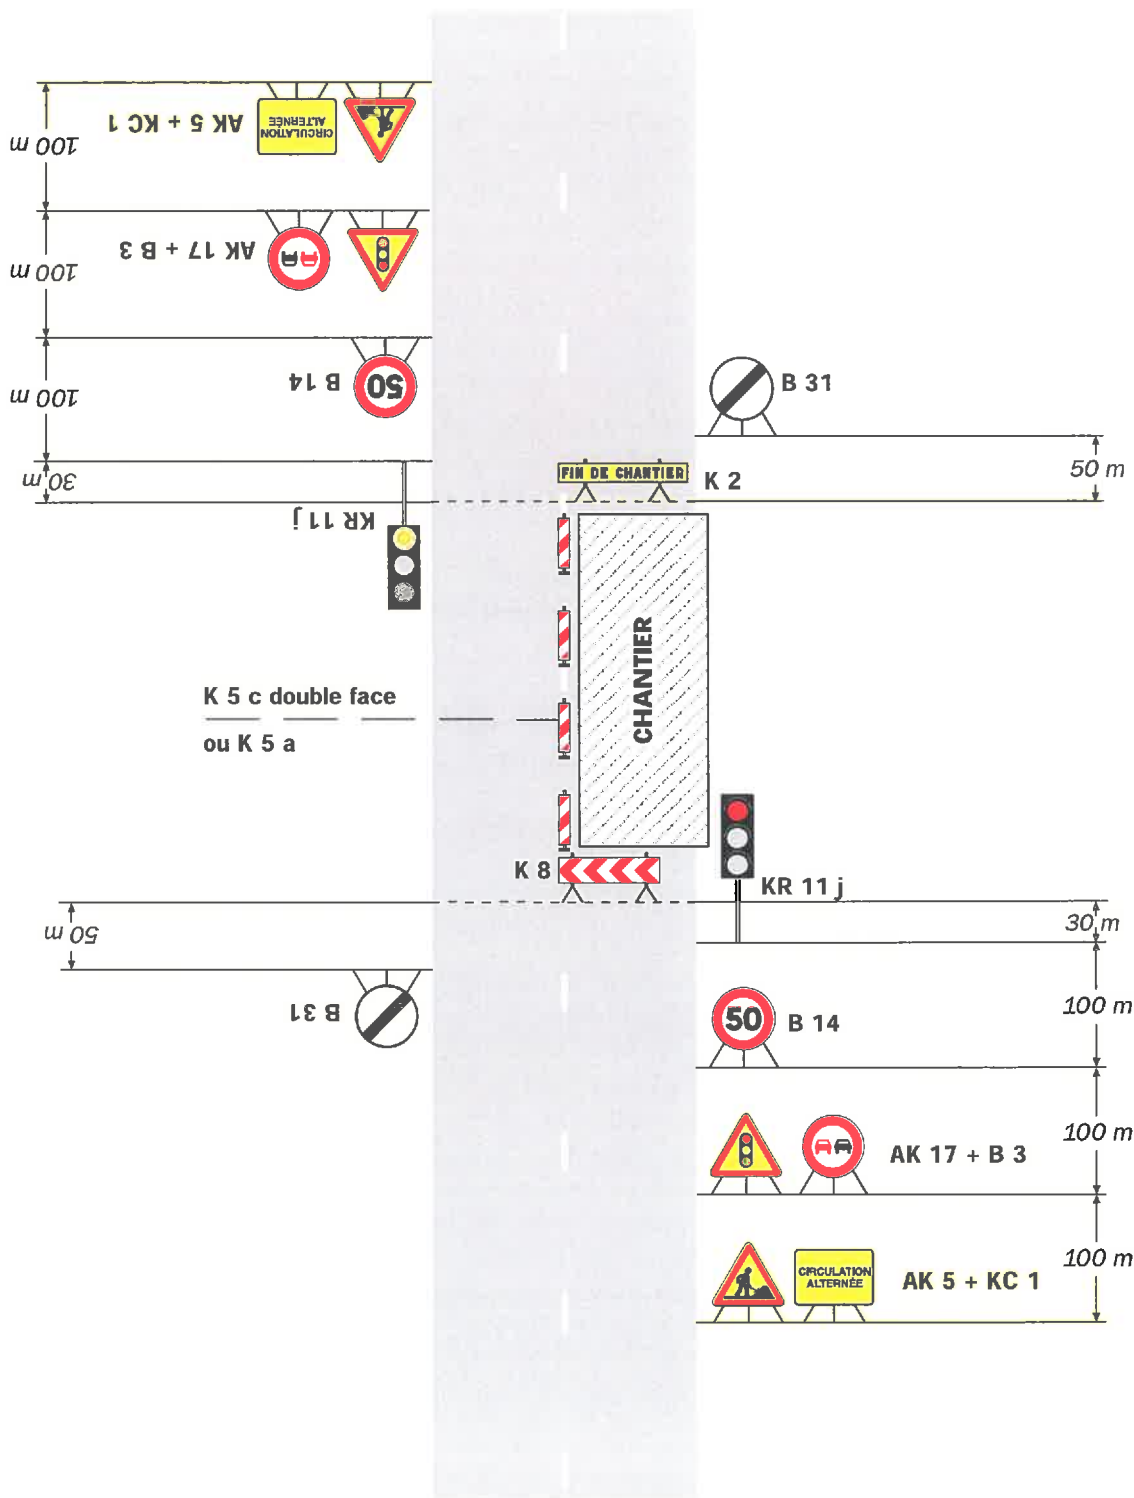 100 m
AK 5 + KC 1
CIRCULATION
ALTERNÉE
100 m
AK 17 + B 3
100 m
B 14
50
B 31
30 m
KR 11 j
FIN DE CHANTIER
K 2
50 m
CHANTIER
K 5 c double face
ou K 5 a
K 8
KR 11 j
50 m
30 m
B 31
50
B 14
100 m
AK 17 + B 3
100 m
CIRCULATION
ALTERNÉE
AK 5 + KC 1
100 m